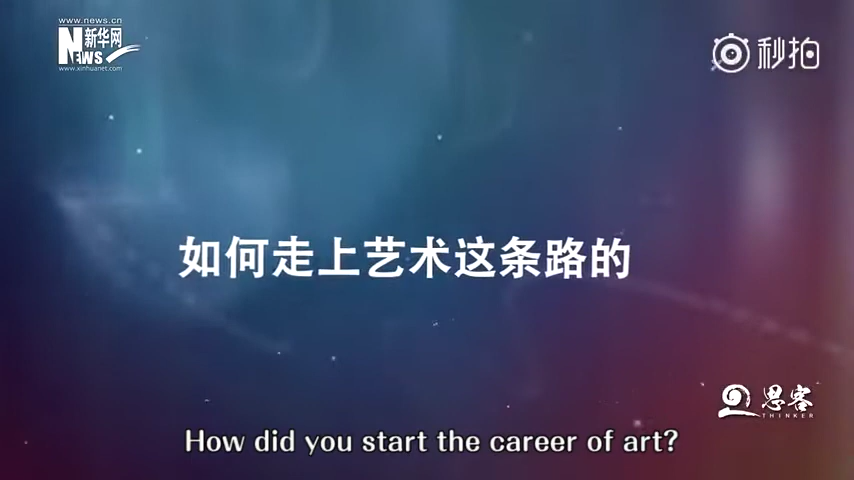 www.news.cn
新华网
NEWS
www.xinhuanet.com
秒拍
如何走上艺术这条路的
思客
THINKER
How did you start the career of art?